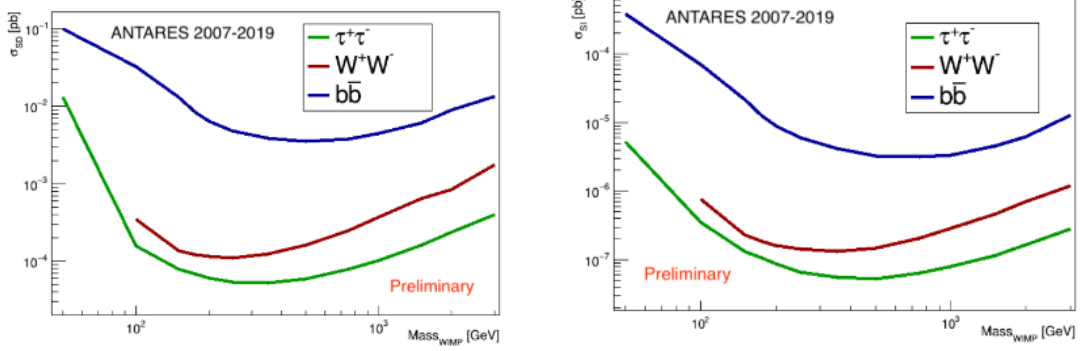 σSD [pb]
ANTARES 2007-2019
τ+τ-
W+W-
bb̅
10-1
10-2
10-3
10-4
Preliminary
102
103
MassWIMP [GeV]
σSI [pb]
ANTARES 2007-2019
τ+τ-
W+W-
bb̅
10-4
10-5
10-6
10-7
Preliminary
102
103
MassWIMP [GeV]